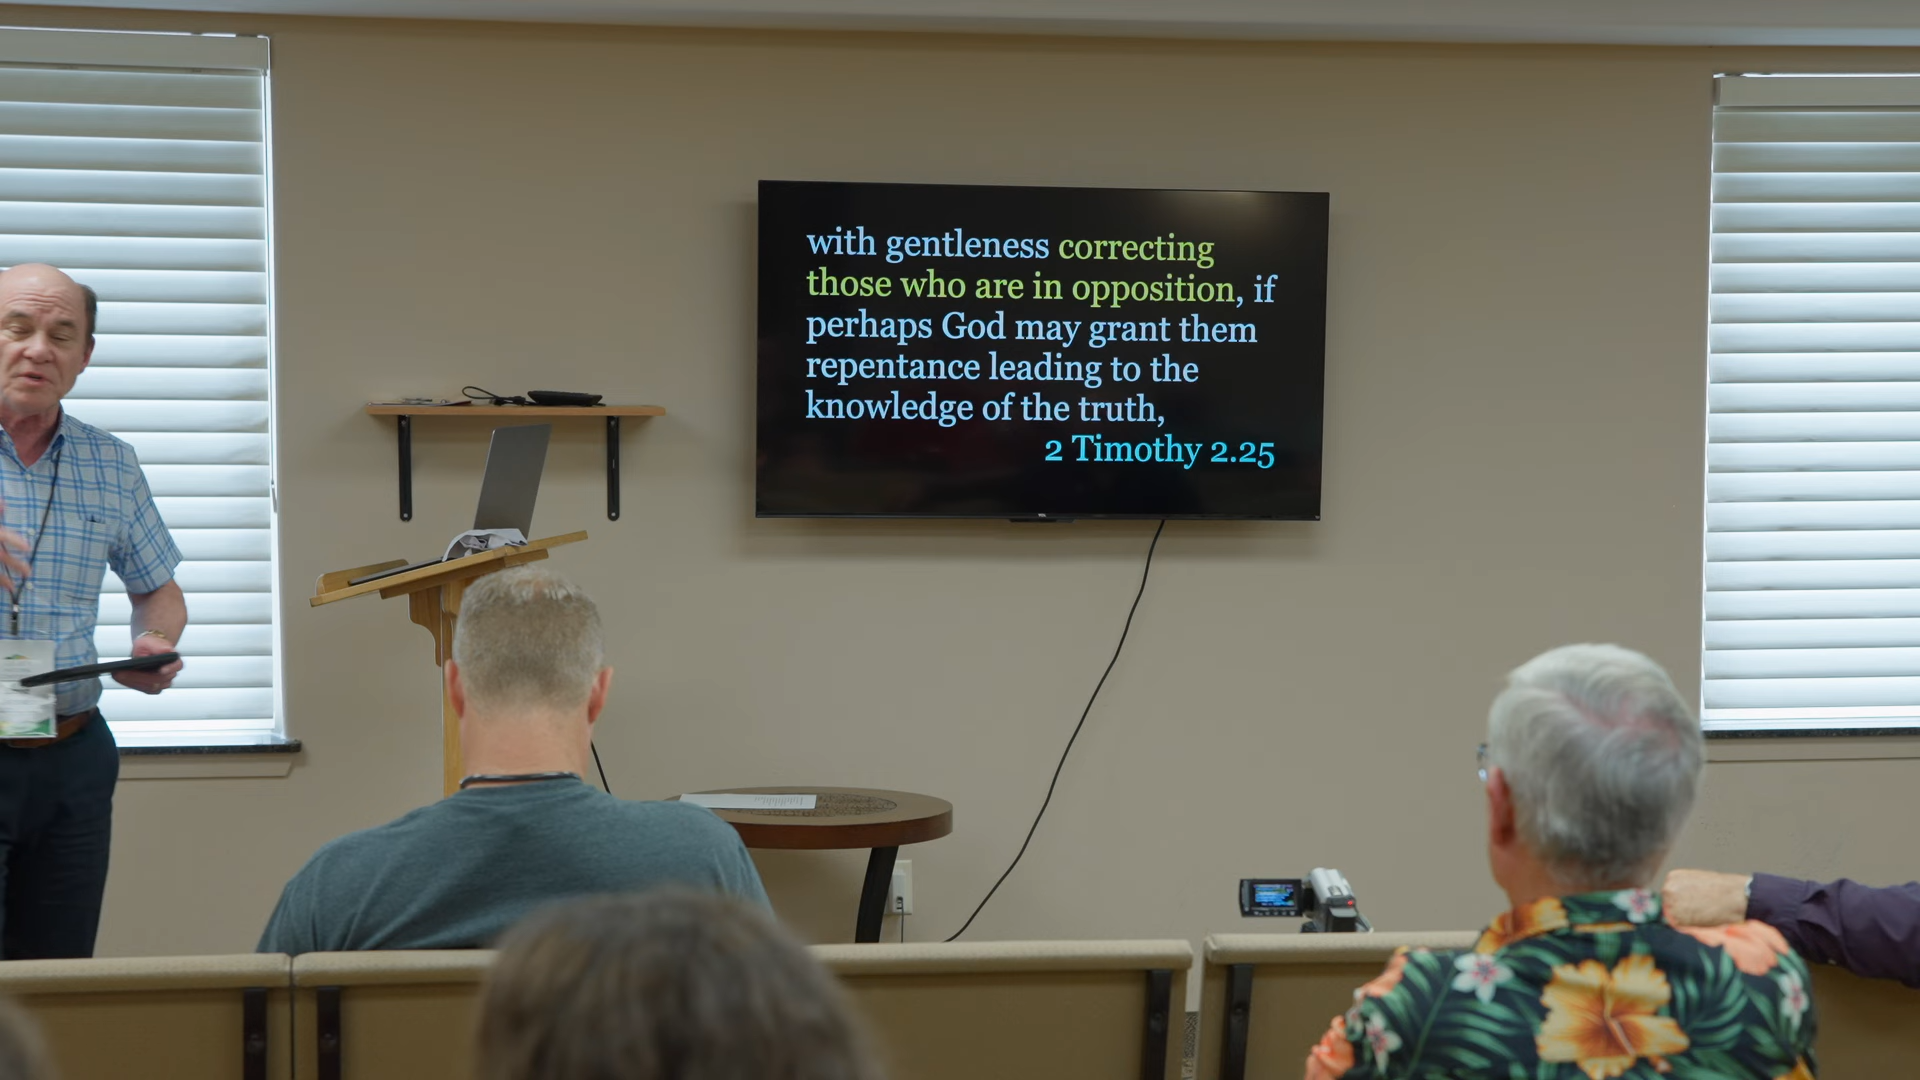 with gentleness correcting
those who are in opposition, if
perhaps God may grant them
repentance leading to the
knowledge of the truth,
2 Timothy 2.25
TCL